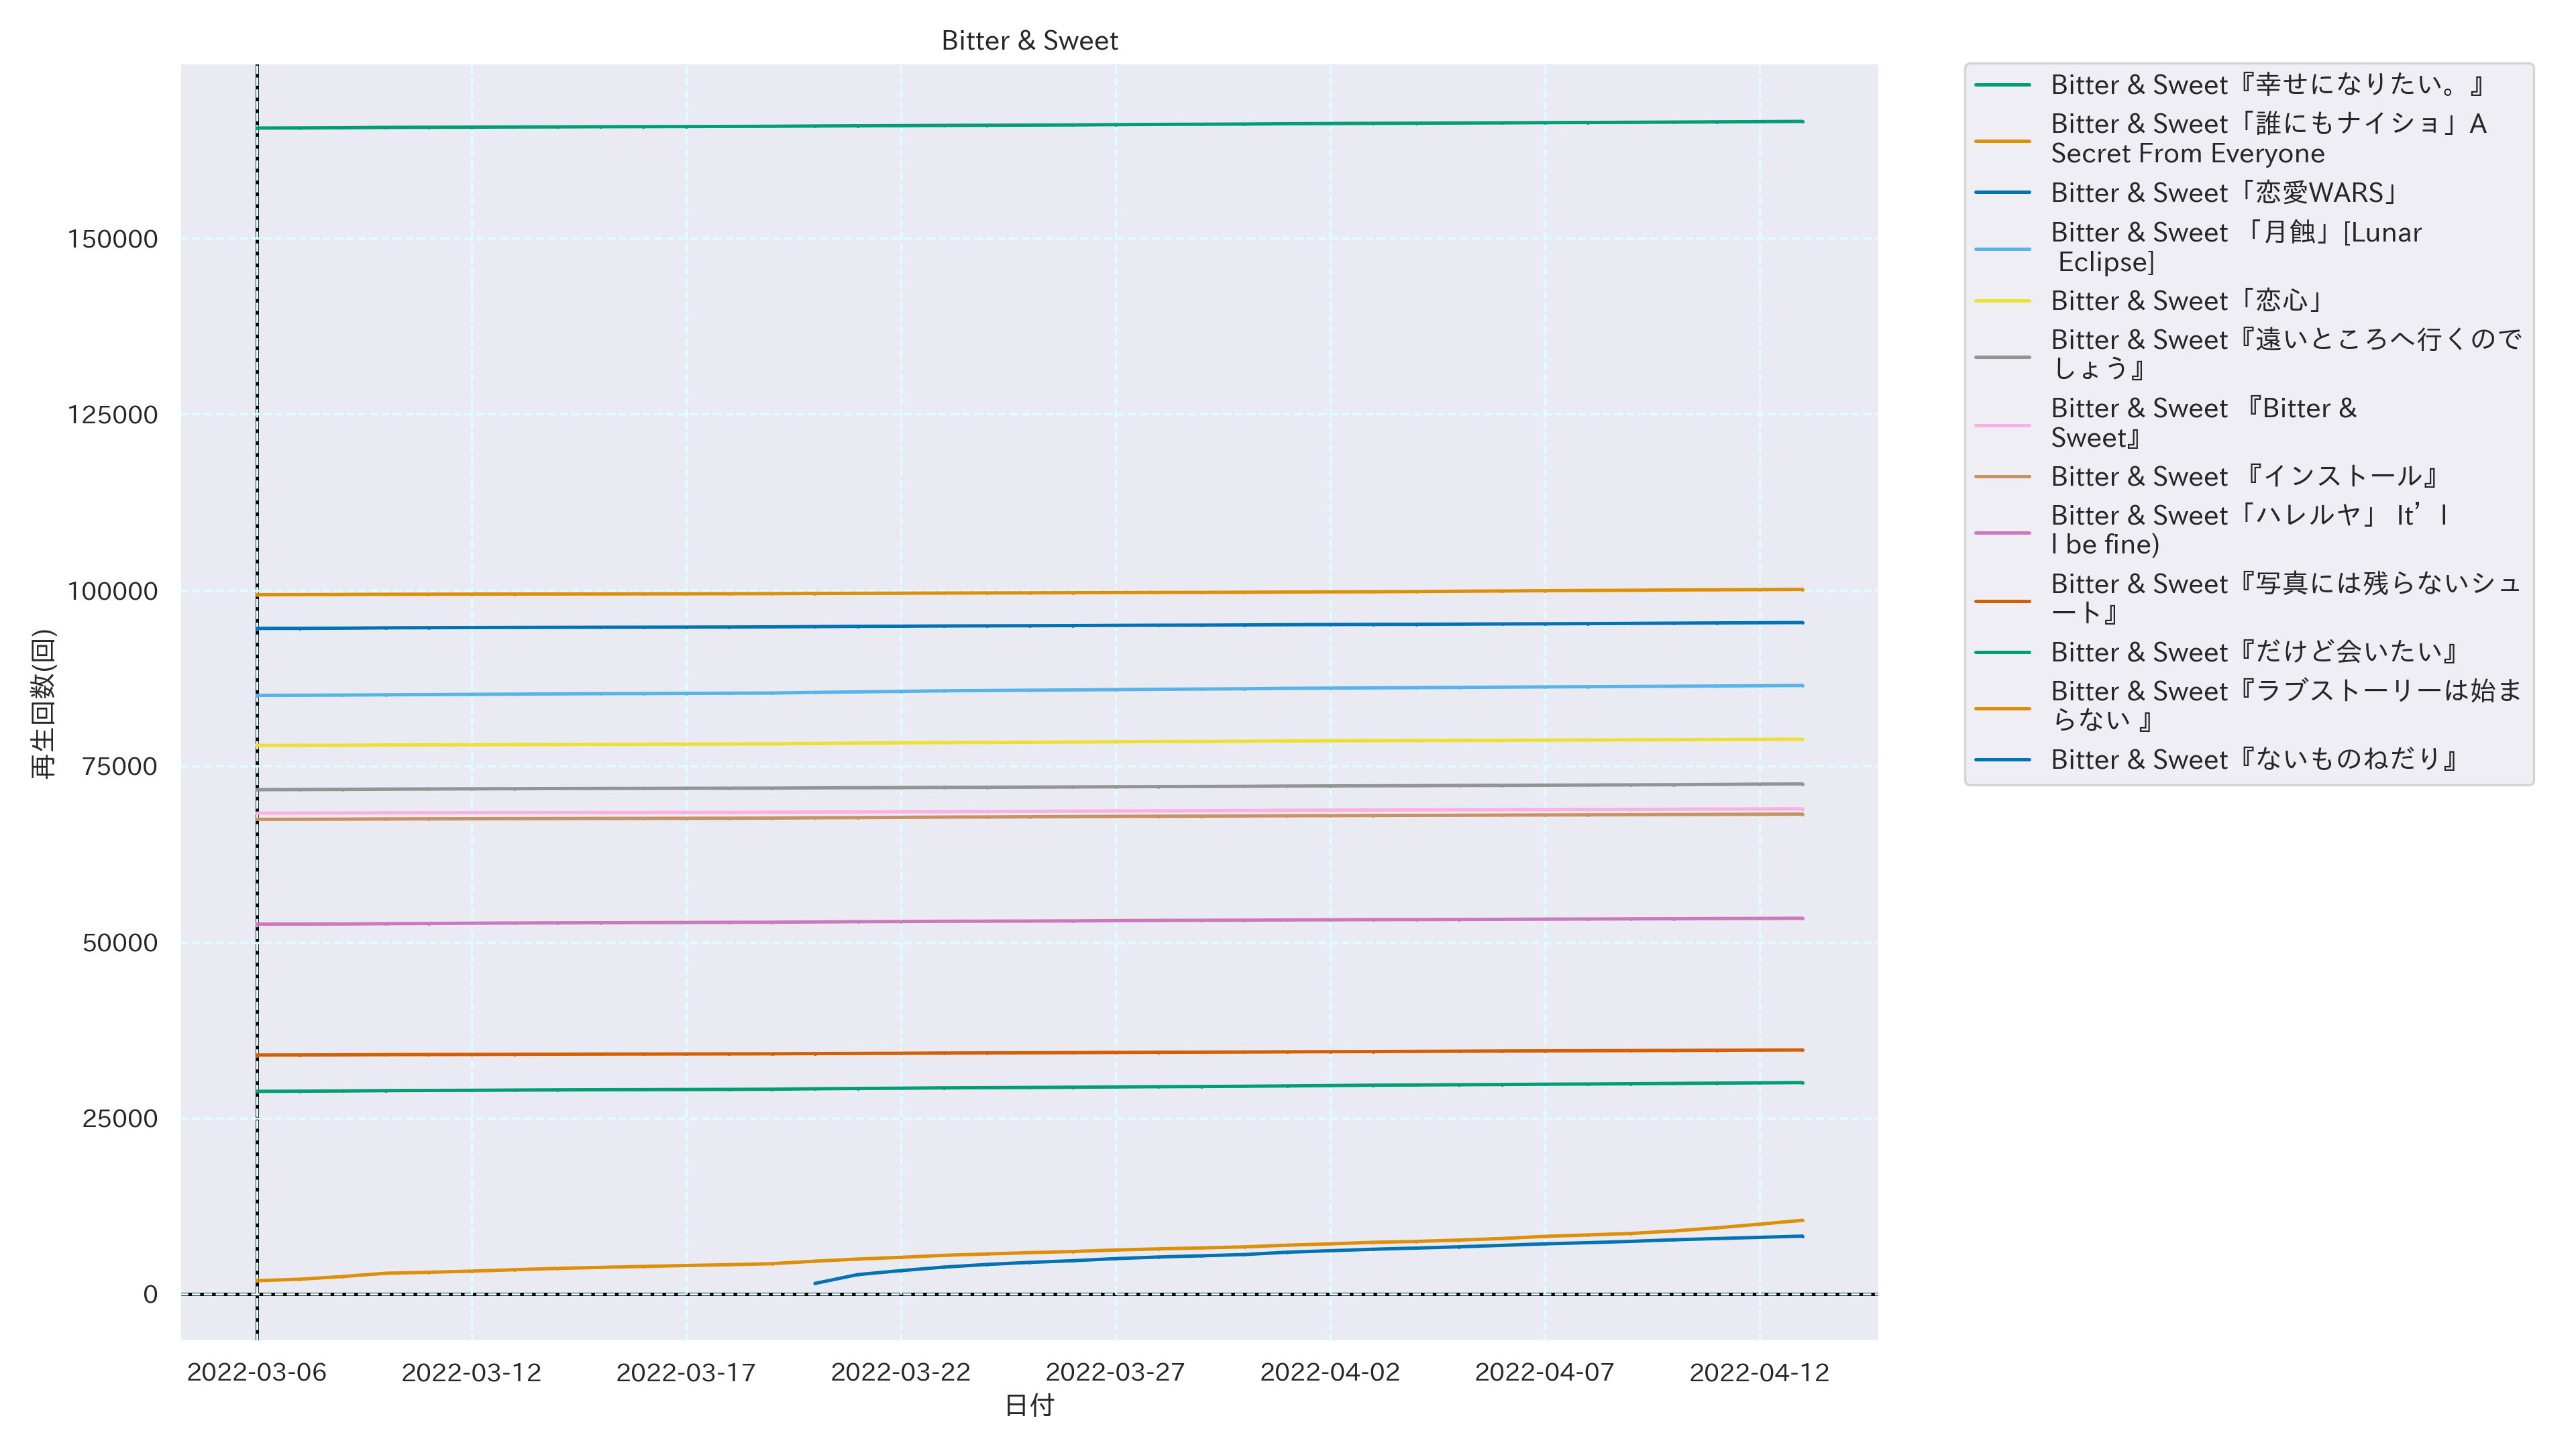 Bitter & Sweet
150000
125000
100000
75000
50000
25000
0
再生回数(回)
2022-03-06
2022-03-12
2022-03-17
2022-03-22
2022-03-27
2022-04-02
2022-04-07
2022-04-12
日付
Bitter & Sweet『幸せになりたい。』
Bitter & Sweet「誰にもナイショ」A
Secret From Everyone
Bitter & Sweet「恋愛WARS」
Bitter & Sweet 「月蝕」[Lunar
Eclipse]
Bitter & Sweet「恋心」
Bitter & Sweet『遠いところへ行くので
しょう』
Bitter & Sweet 『Bitter &
Sweet』
Bitter & Sweet 『インストール』
Bitter & Sweet「ハレルヤ」 It’l
l be fine)
Bitter & Sweet『写真には残らないシュ
ート』
Bitter & Sweet『だけど会いたい』
Bitter & Sweet『ラブストーリーは始ま
らない 』
Bitter & Sweet『ないものねだり』